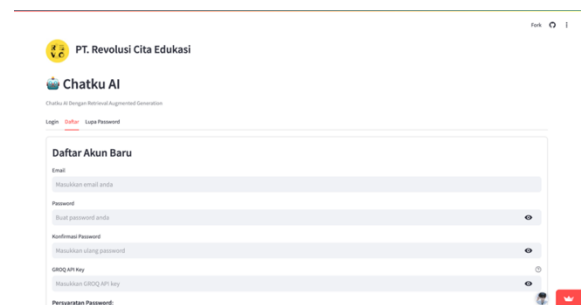 Fork
PT. Revolusi Cita Edukasi
Chatku AI
Chatku AI Dengan Retrieval Augmented Generation
Login Daftar Lupa Password
Daftar Akun Baru
Email
Masukkan email anda
Password
Buat password anda
Konfirmasi Password
Masukkan ulang password
GROQ API Key
Masukkan GROQ API key
Persyaratan Password: